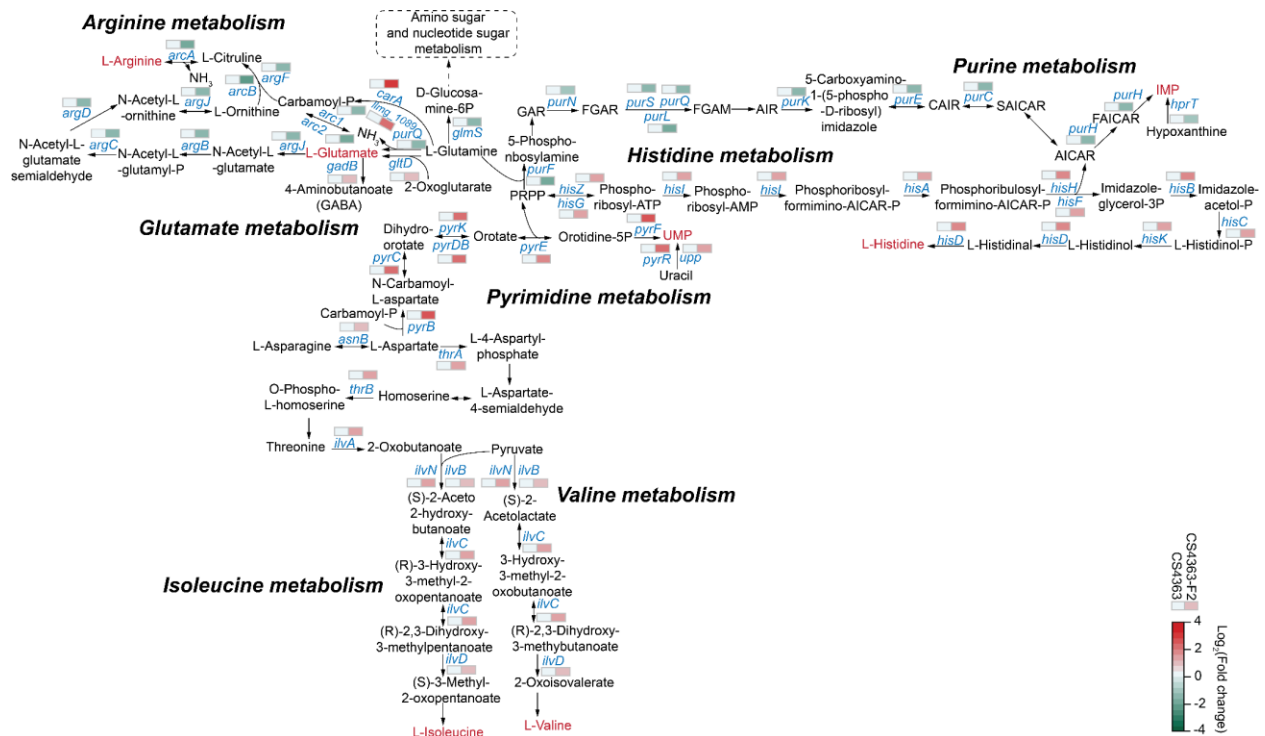 Arginine metabolism
Amino sugar
and nucleotide sugar
metabolism
Purine metabolism
arcA
L-Arginine
L-Citruline
NH3
argF
arcB
argD
N-Acetyl-L
-ornithine
argJ
L-Ornithine
Carbamoyl-P
carA
arc1
arc2
llmg_1089
NH3
purQ
D-Glucosa-
mine-6P
glmS
N-Acetyl-L-
glutamate
semialdehyde
argC
N-Acetyl-L
-glutamyl-P
argB
N-Acetyl-L
-glutamate
argJ
L-Glutamate
gadB
gltD
L-Glutamine
4-Aminobutanoate
(GABA)
2-Oxoglutarate
Glutamate metabolism
GAR
purN
FGAR
purS
purQ
purL
FGAM
AIR
purK
5-Carboxyamino-
1-(5-phospho
-D-ribosyl)
imidazole
purE
CAIR
purC
SAICAR
purH
FAICAR
IMP
hprT
Hypoxanthine
purH
AICAR
5-Phospho-
ribosylamine
purF
PRPP
Histidine metabolism
hisZ
hisG
Phospho-
ribosyl-ATP
hisI
Phospho-
ribosyl-AMP
hisI
Phosphoribosyl-
formimino-AICAR-P
hisA
Phosphoribulosyl-
formimino-AICAR-P
hisH
hisF
Imidazole-
glycerol-3P
hisB
Imidazole-
acetol-P
hisC
L-Histidine
hisD
L-Histidinal
hisD
L-Histidinol
hisK
L-Histidinol-P
Dihydro-
orotate
pyrK
pyrDB
Orotate
pyrE
Orotidine-5P
pyrF
UMP
pyrR
upp
Uracil
pyrC
N-Carbamoyl-
L-aspartate
Pyrimidine metabolism
Carbamoyl-P
pyrB
asnB
L-Asparagine
L-Aspartate
thrA
L-4-Aspartyl-
phosphate
O-Phospho-
L-homoserine
thrB
Homoserine
L-Aspartate-
4-semialdehyde
Threonine
ilvA
2-Oxobutanoate
Pyruvate
ilvN
ilvB
ilvN
ilvB
Valine metabolism
(S)-2-Aceto
2-hydroxy-
butanoate
(S)-2-
Acetolactate
ilvC
ilvC
Isoleucine metabolism
(R)-3-Hydroxy-
3-methyl-2-
oxopentanoate
3-Hydroxy-
3-methyl-2-
oxobutanoate
ilvC
ilvC
(R)-2,3-Dihydroxy-
3-methylpentanoate
(R)-2,3-Dihydroxy-
3-methybutanoate
ilvD
ilvD
(S)-3-Methyl-
2-oxopentanoate
2-Oxoisovalerate
L-Isoleucine
L-Valine
CS4363-F2
CS4363
4
2
0
-2
-4
Log2(Fold change)